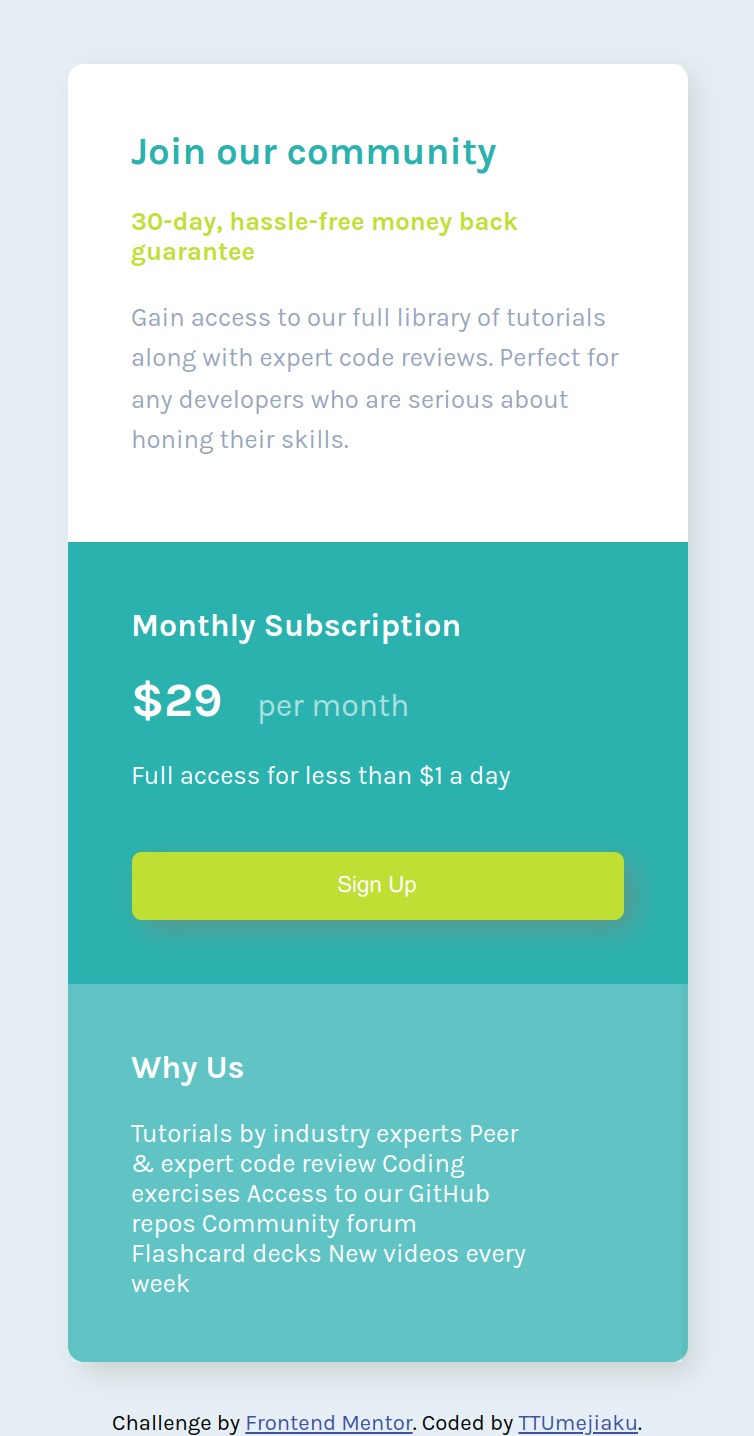 Join our community
30-day, hassle-free money back
guarantee
Gain access to our full library of tutorials
along with expert code reviews. Perfect for
any developers who are serious about
honing their skills.
Monthly Subscription
$29 per month
Full access for less than $1 a day
Sign Up
Why Us
Tutorials by industry experts Peer
& expert code review Coding
exercises Access to our GitHub
repos Community forum
Flashcard decks New videos every
week
Challenge by Frontend Mentor. Coded by TTUmejiaku.